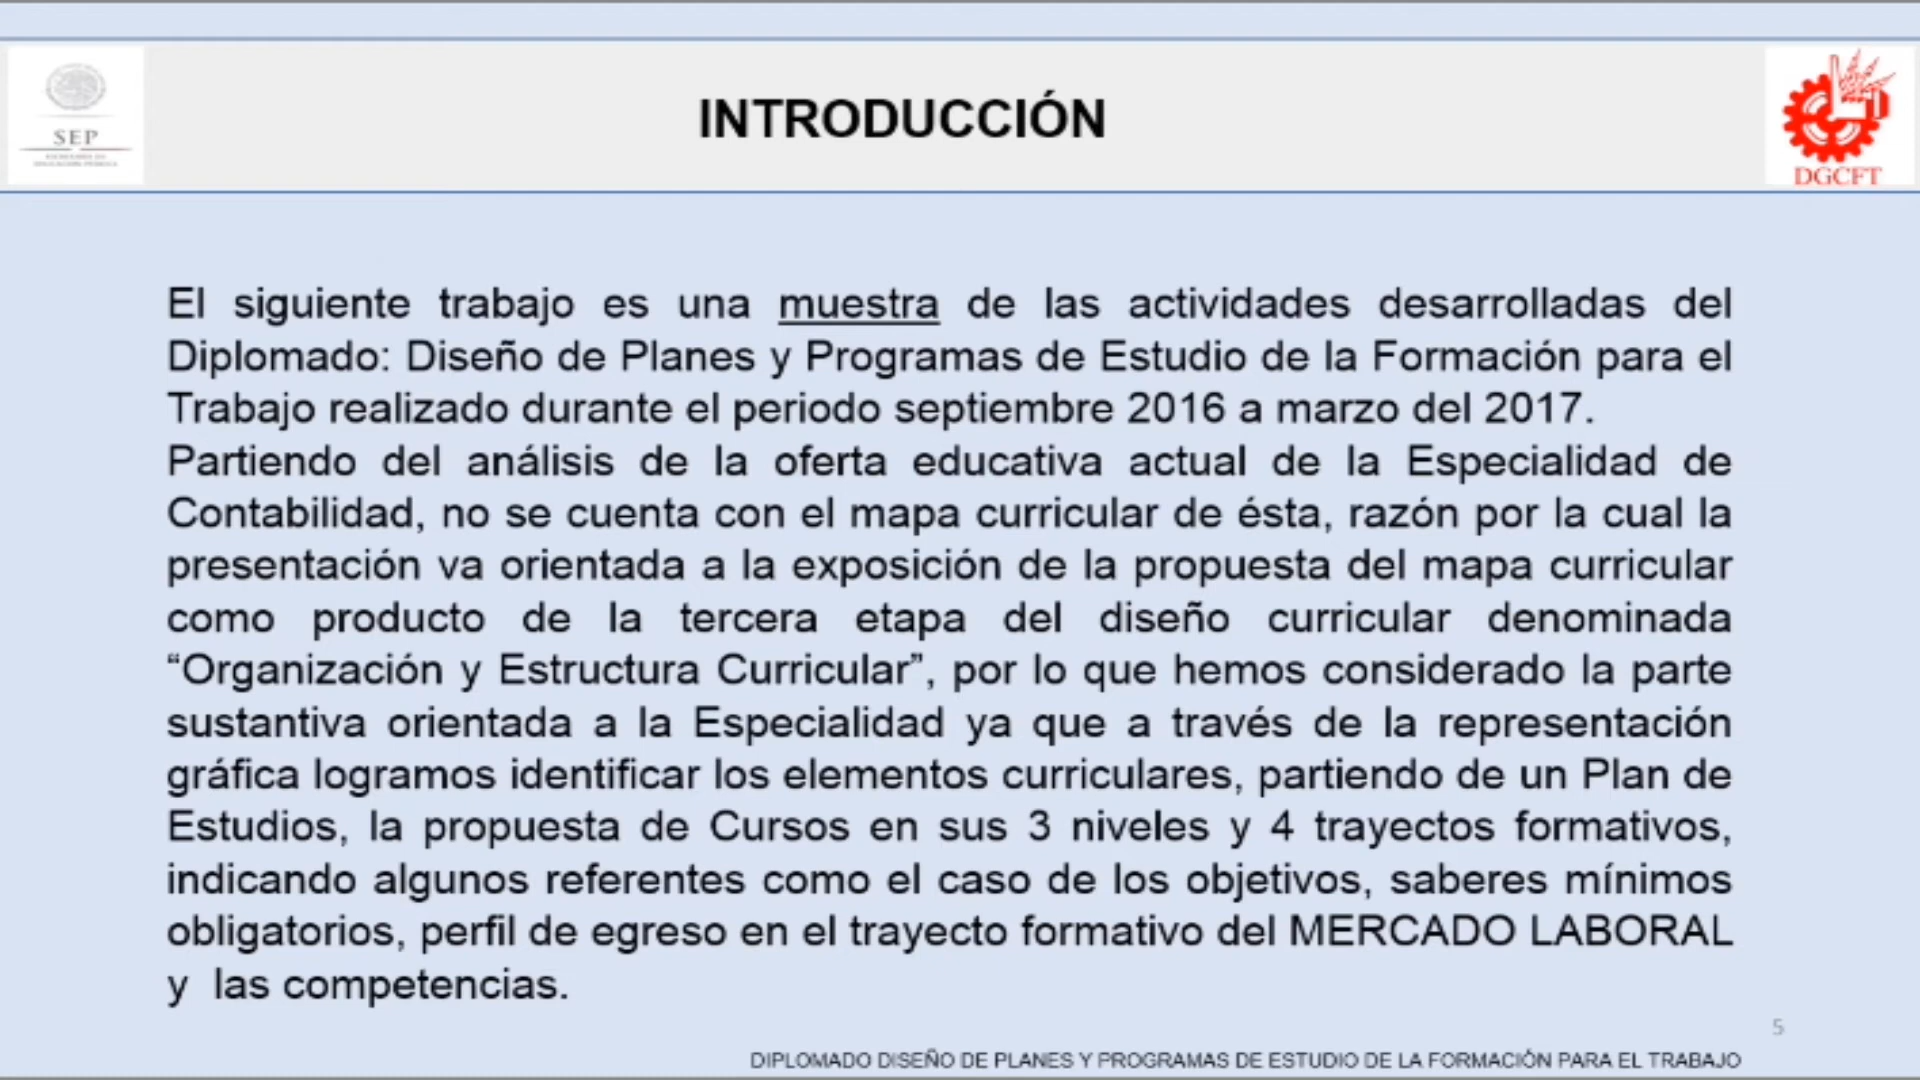 INTRODUCCIÓN
SEP
DGCFT
El siguiente trabajo es una muestra de las actividades desarrolladas del
Diplomado: Diseño de Planes y Programas de Estudio de la Formación para el
Trabajo realizado durante el periodo septiembre 2016 a marzo del 2017.
Partiendo del análisis de la oferta educativa actual de la Especialidad de
Contabilidad, no se cuenta con el mapa curricular de ésta, razón por la cual la
presentación va orientada a la exposición de la propuesta del mapa curricular
como producto de la tercera etapa del diseño curricular denominada
“Organización y Estructura Curricular”, por lo que hemos considerado la parte
sustantiva orientada a la Especialidad ya que a través de la representación
gráfica logramos identificar los elementos curriculares, partiendo de un Plan de
Estudios, la propuesta de Cursos en sus 3 niveles y 4 trayectos formativos,
indicando algunos referentes como el caso de los objetivos, saberes mínimos
obligatorios, perfil de egreso en el trayecto formativo del MERCADO LABORAL
y las competencias.
5
DIPLOMADO DISEÑO DE PLANES Y PROGRAMAS DE ESTUDIO DE LA FORMACIÓN PARA EL TRABAJO